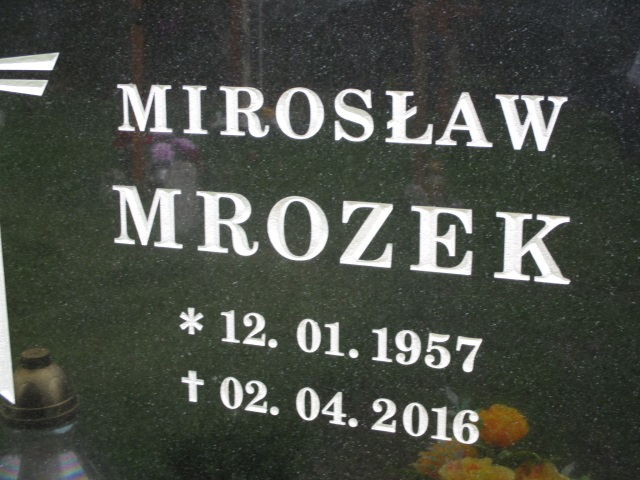 MIROSŁAW
MROZEK
* 12. 01. 1957
† 02. 04. 2016